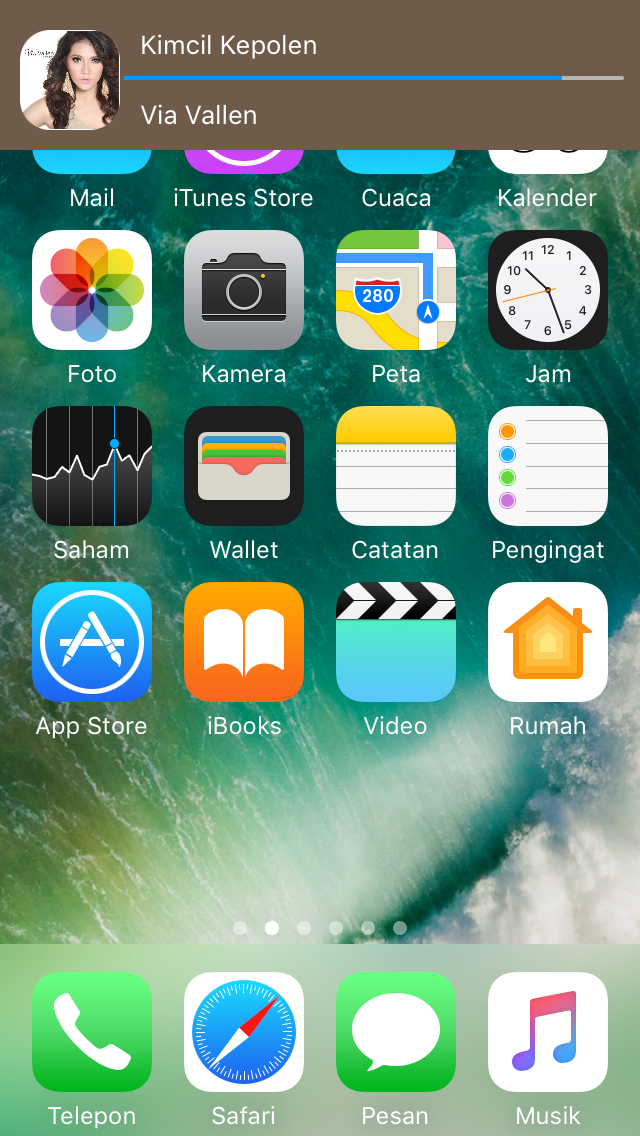 Kimcil Kepolen
Via Vallen
Mail
iTunes Store
Cuaca
Kalender
280
12
1
2
3
4
5
6
7
8
9
10
11
Foto
Kamera
Peta
Jam
Saham
Wallet
Catatan
Pengingat
App Store
iBooks
Video
Rumah
Telepon
Safari
Pesan
Musik